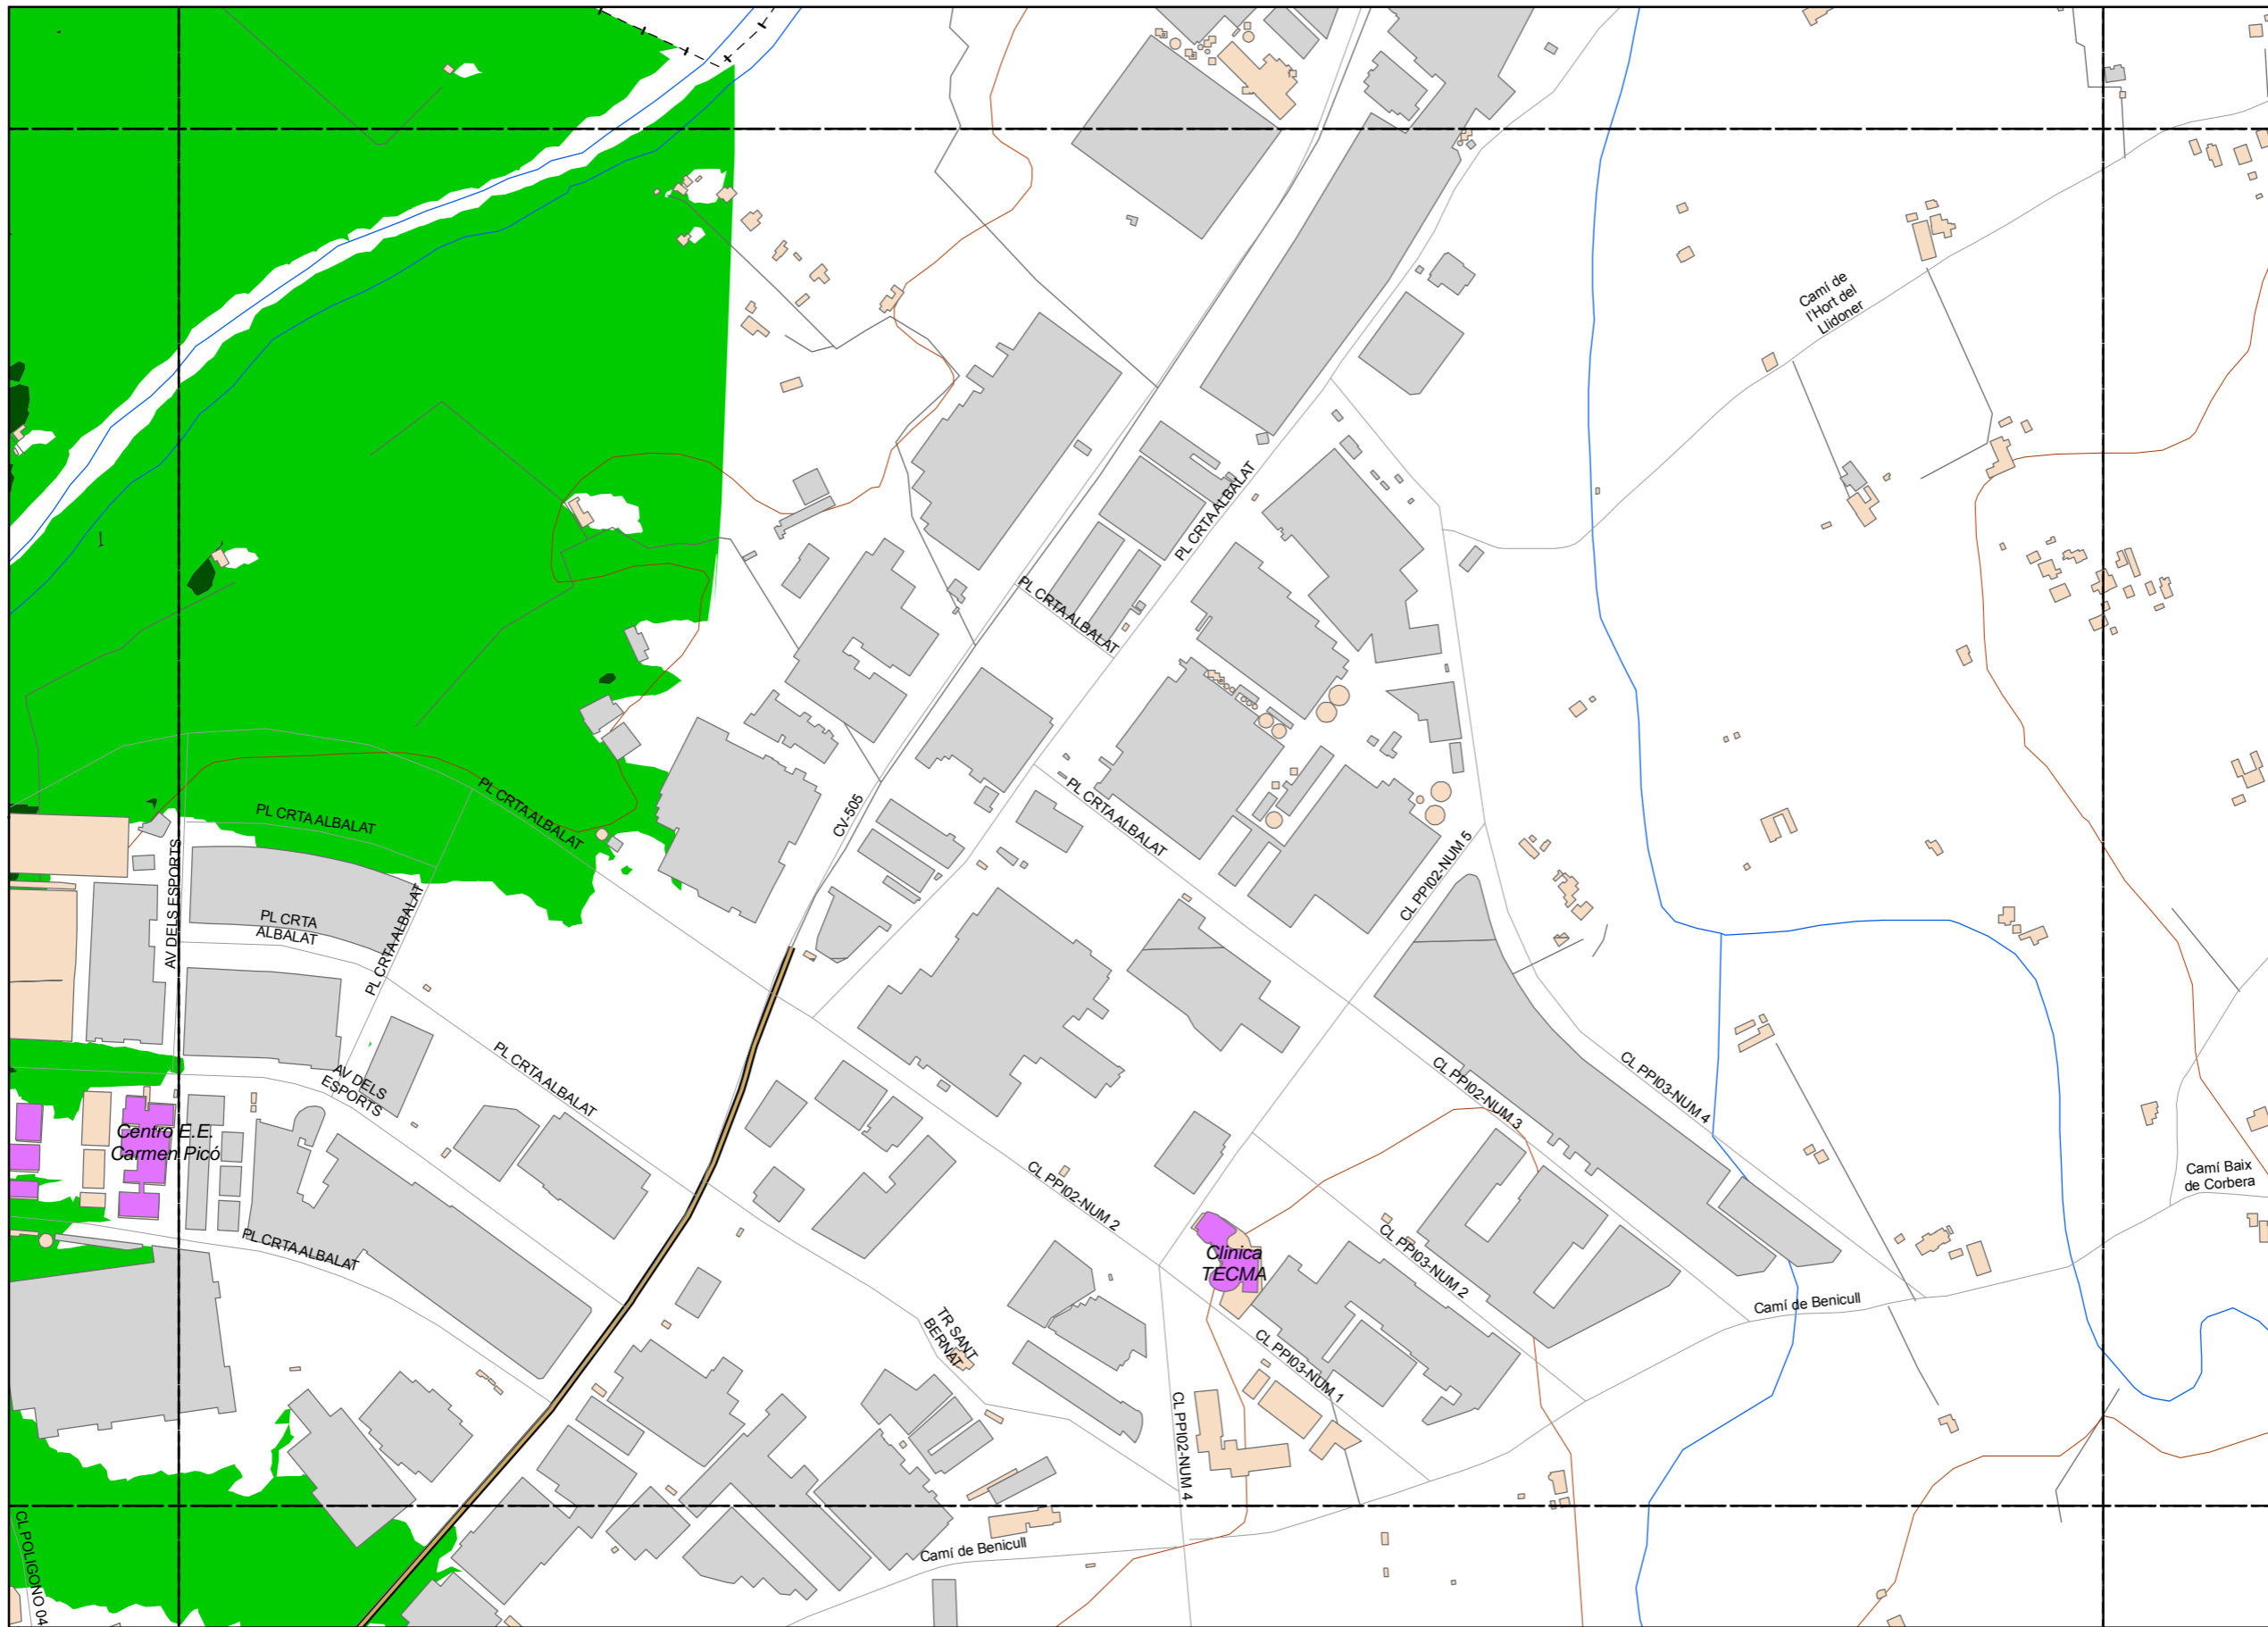 Camí de
l'Hort del
Llidoner
PL CRTA ALBALAT
PL CRTA ALBALAT
PL CRTA ALBALAT
PL CRTA ALBALAT
PL CRTA ALBALAT
CV-505
AV DELS ESPORTS
PL CRTA ALBALAT
PL CRTA
ALBALAT
CL PPI02-NUM 5
PL CRTA ALBALAT
AV DELS
ESPORTS
CL PPI02-NUM 3
CL PPI03-NUM 4
Centro E.E.
Carmen Picó
CL PPI02-NUM 2
Camí Baix
de Corbera
PL CRTA ALBALAT
Clinica
TECMA
CL PPI03-NUM 2
Camí de Benicull
TR SANT
BERNAT
CL PPI03-NUM 1
CL PPI02-NUM 4
CL POLIGONO 04
Camí de Benicull